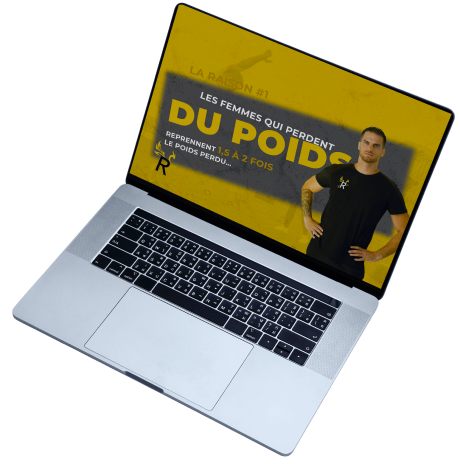 LA RAISON #1
LES FEMMES QUI PERDENT
DU POIDS
REPRENNENT 1,5 À 2 FOIS
LE POIDS PERDU...
R
R